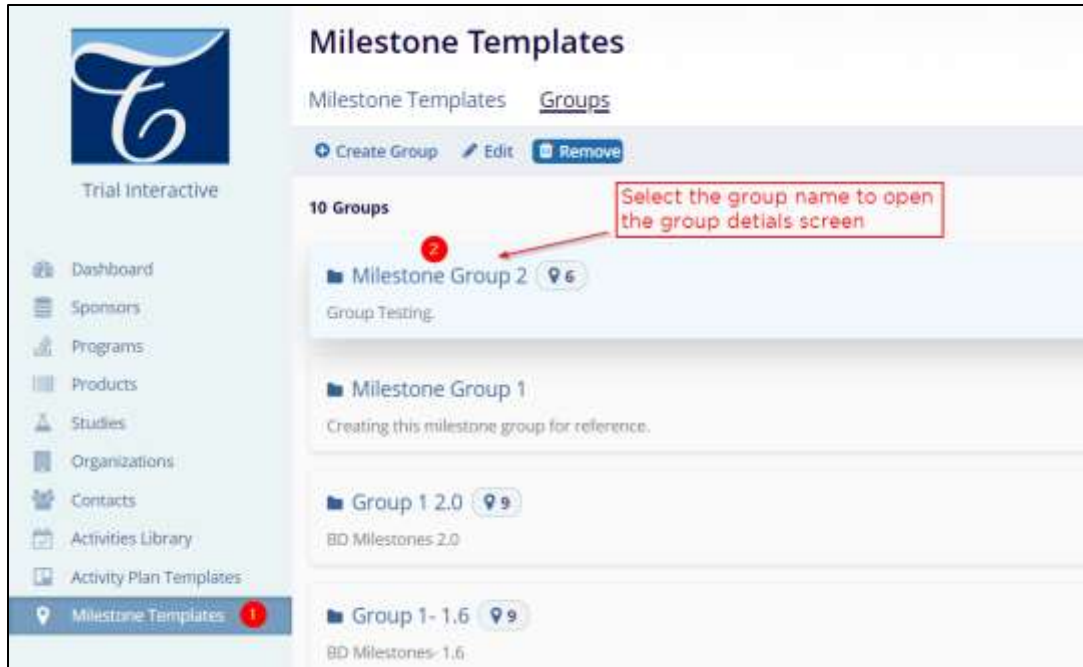 Milestone Templates
Milestone Templates Groups
Create Group Edit Remove
Trial Interactive
10 Groups
Select the group name to open
the group detials screen
2
Milestone Group 2 6
Group Testing.
Milestone Group 1
Creating this milestone group for reference.
Group 1 2.0 9
BD Milestones 2.0
Group 1- 1.6 9
BD Milestones- 1.6
Dashboard
Sponsors
Programs
Products
Studies
Organizations
Contacts
Activities Library
Activity Plan Templates
Milestone Templates 1